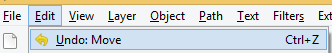 File Edit View Layer Object Path Text Filters Ext
Undo: Move Ctrl+Z